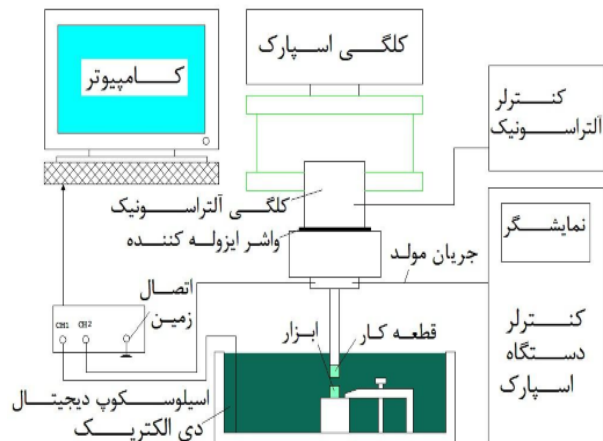 کلگی اسپارک
کامپیوتر
کنترلر
آلتراسونیک
کلگی آلتراسونیک
واشر ایزوله کننده
نمایشگر
جریان مولد
اتصال
زمین
CH1 CH2
کنترلر
دستگاه
اسپارک
قطعه کار
ابزار
اسیلوسکوپ دیجیتال
دی الکتریک